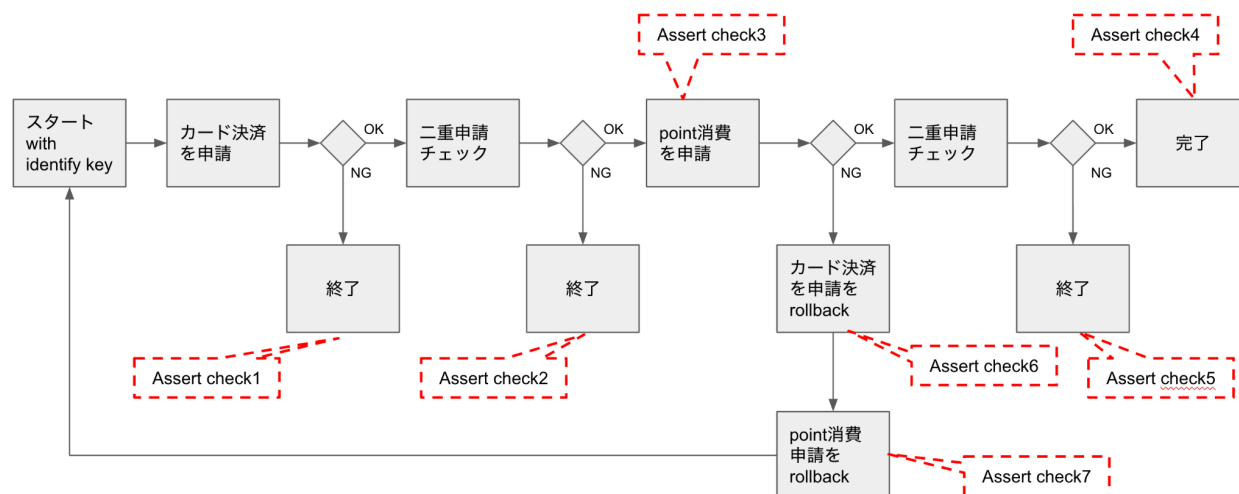 Assert check3
Assert check4
スタート
with
identify key
カード決済
を申請
OK
NG
二重申請
チェック
OK
NG
point消費
を申請
OK
NG
二重申請
チェック
OK
NG
完了
終了
終了
カード決済
を申請を
rollback
終了
Assert check1
Assert check2
Assert check6
Assert check5
point消費
申請を
rollback
Assert check7